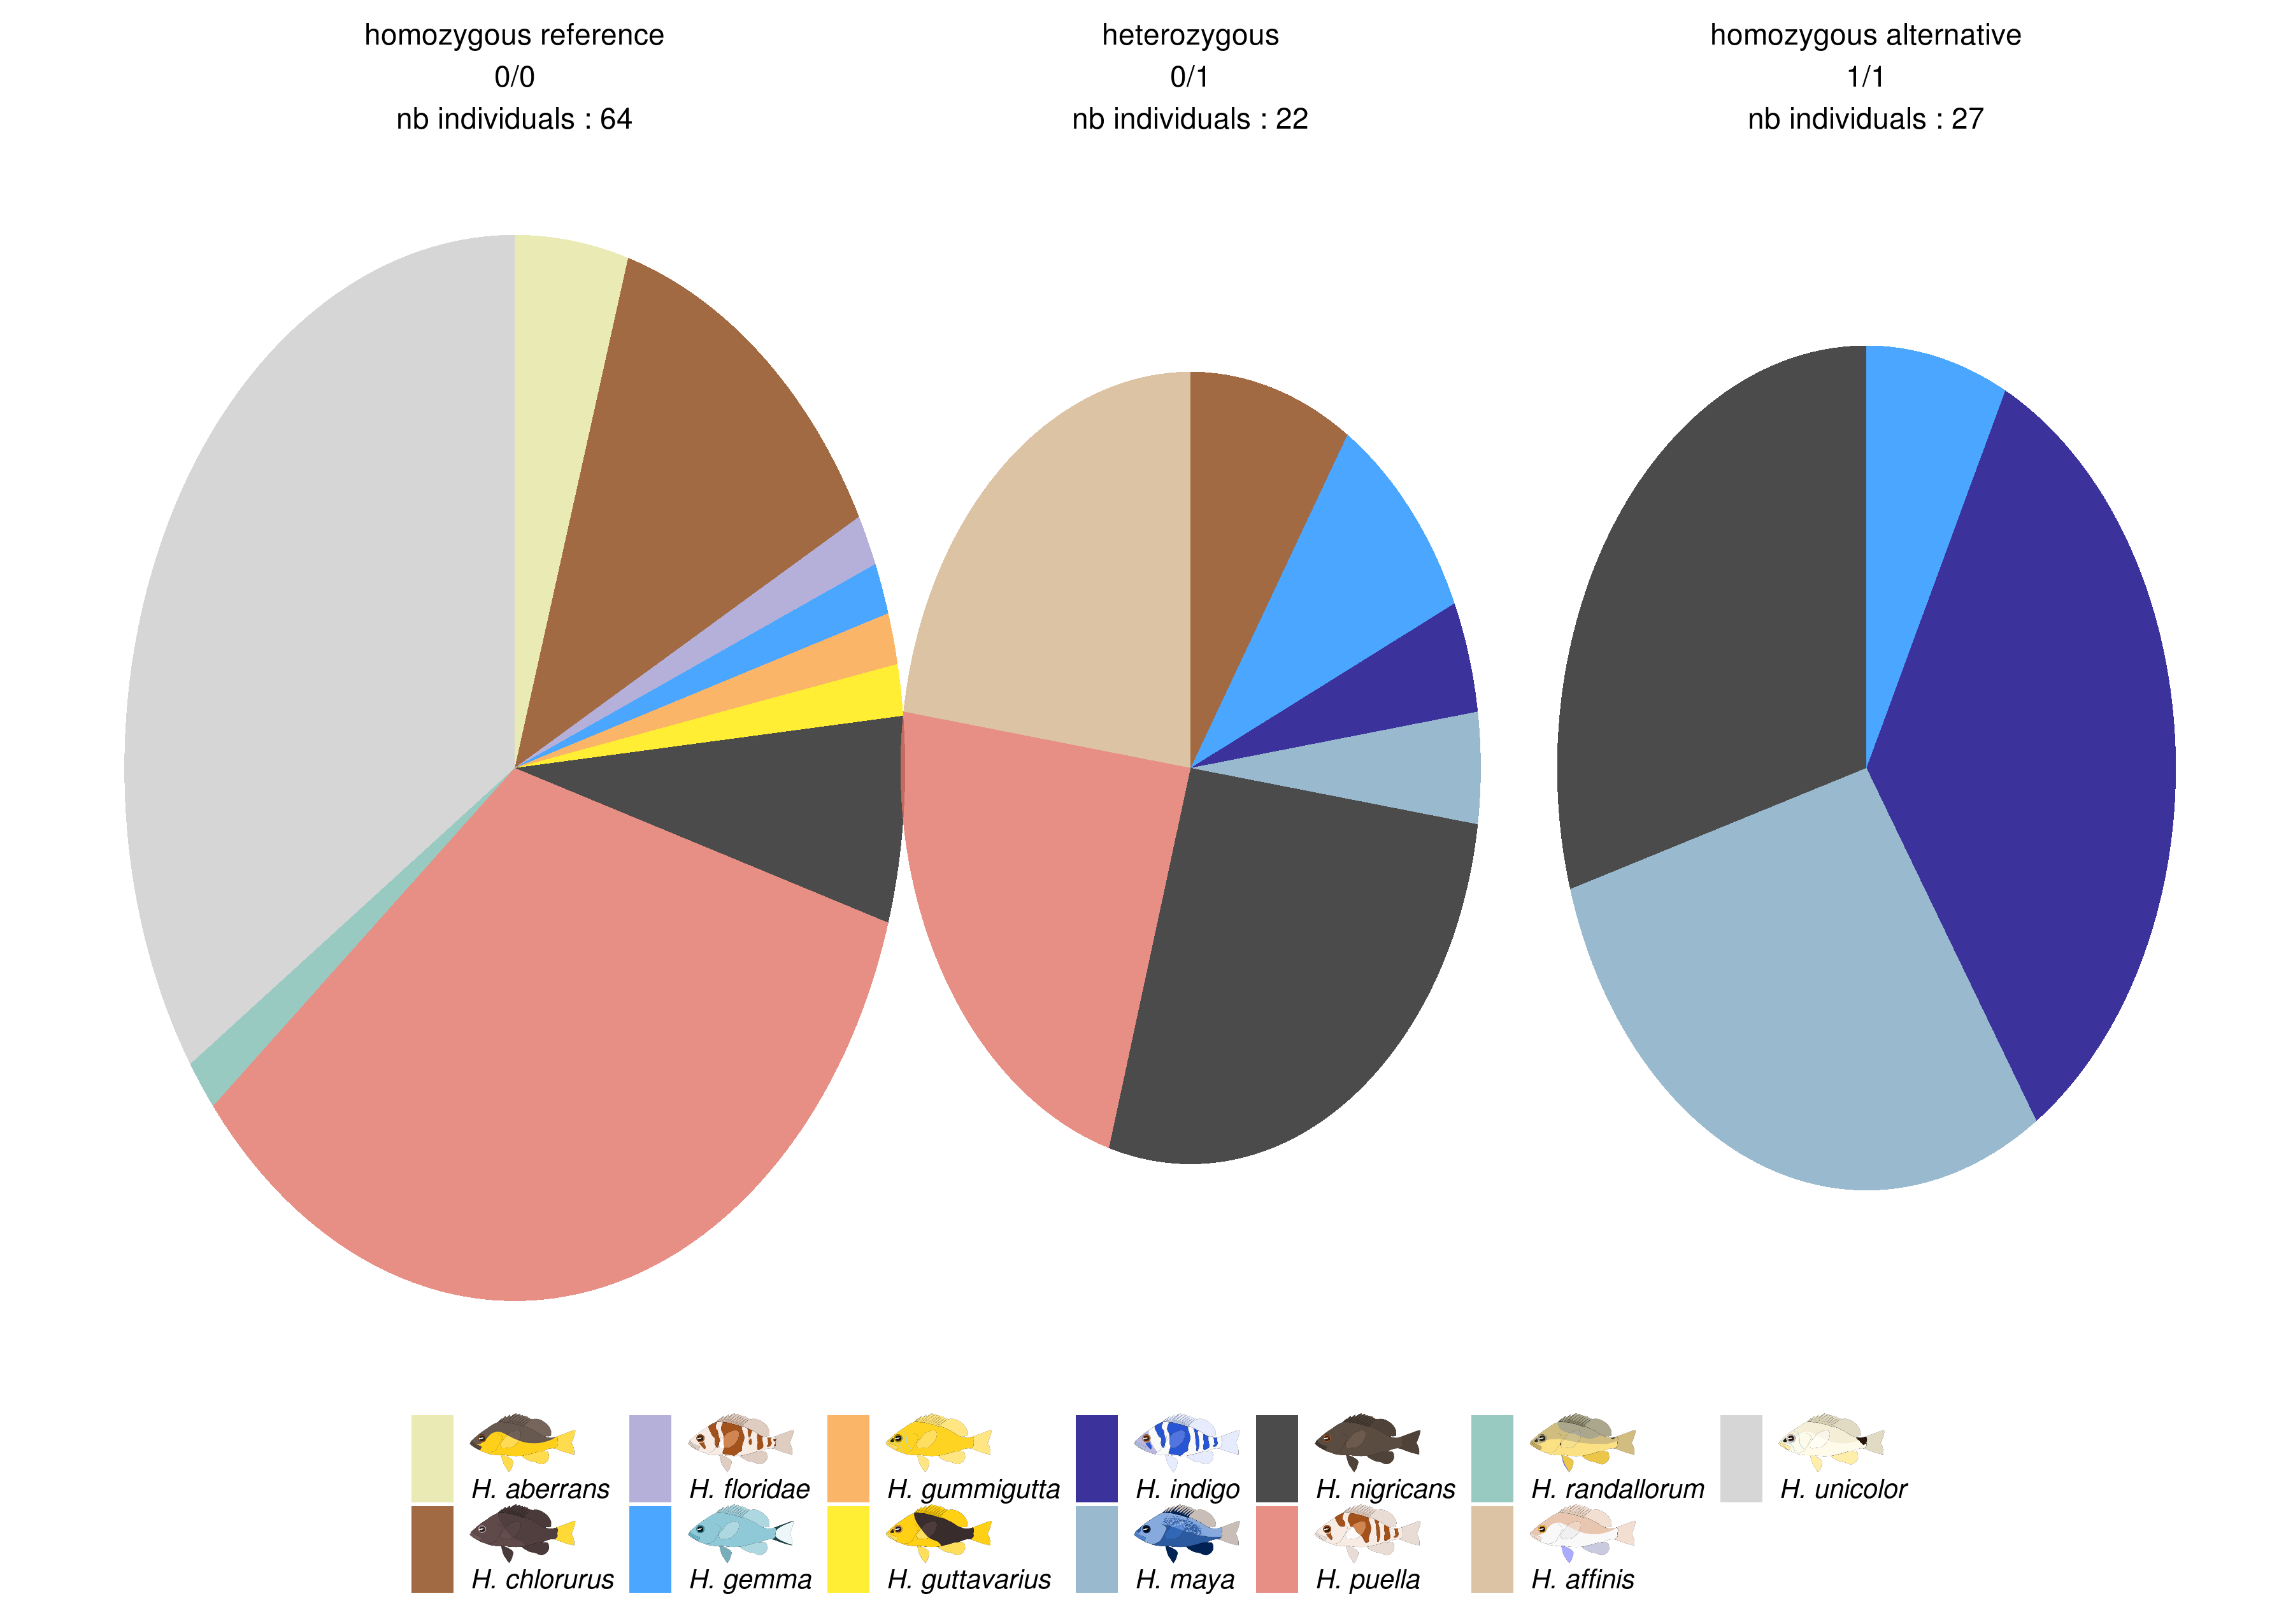 homozygous reference
0/0
nb individuals : 64
heterozygous
0/1
nb individuals : 22
homozygous alternative
1/1
nb individuals : 27
H. aberrans
H. floridae
H. gummigutta
H. indigo
H. nigricans
H. randallorum
H. unicolor
H. chlorurus
H. gemma
H. guttavarius
H. maya
H. puella
H. affinis